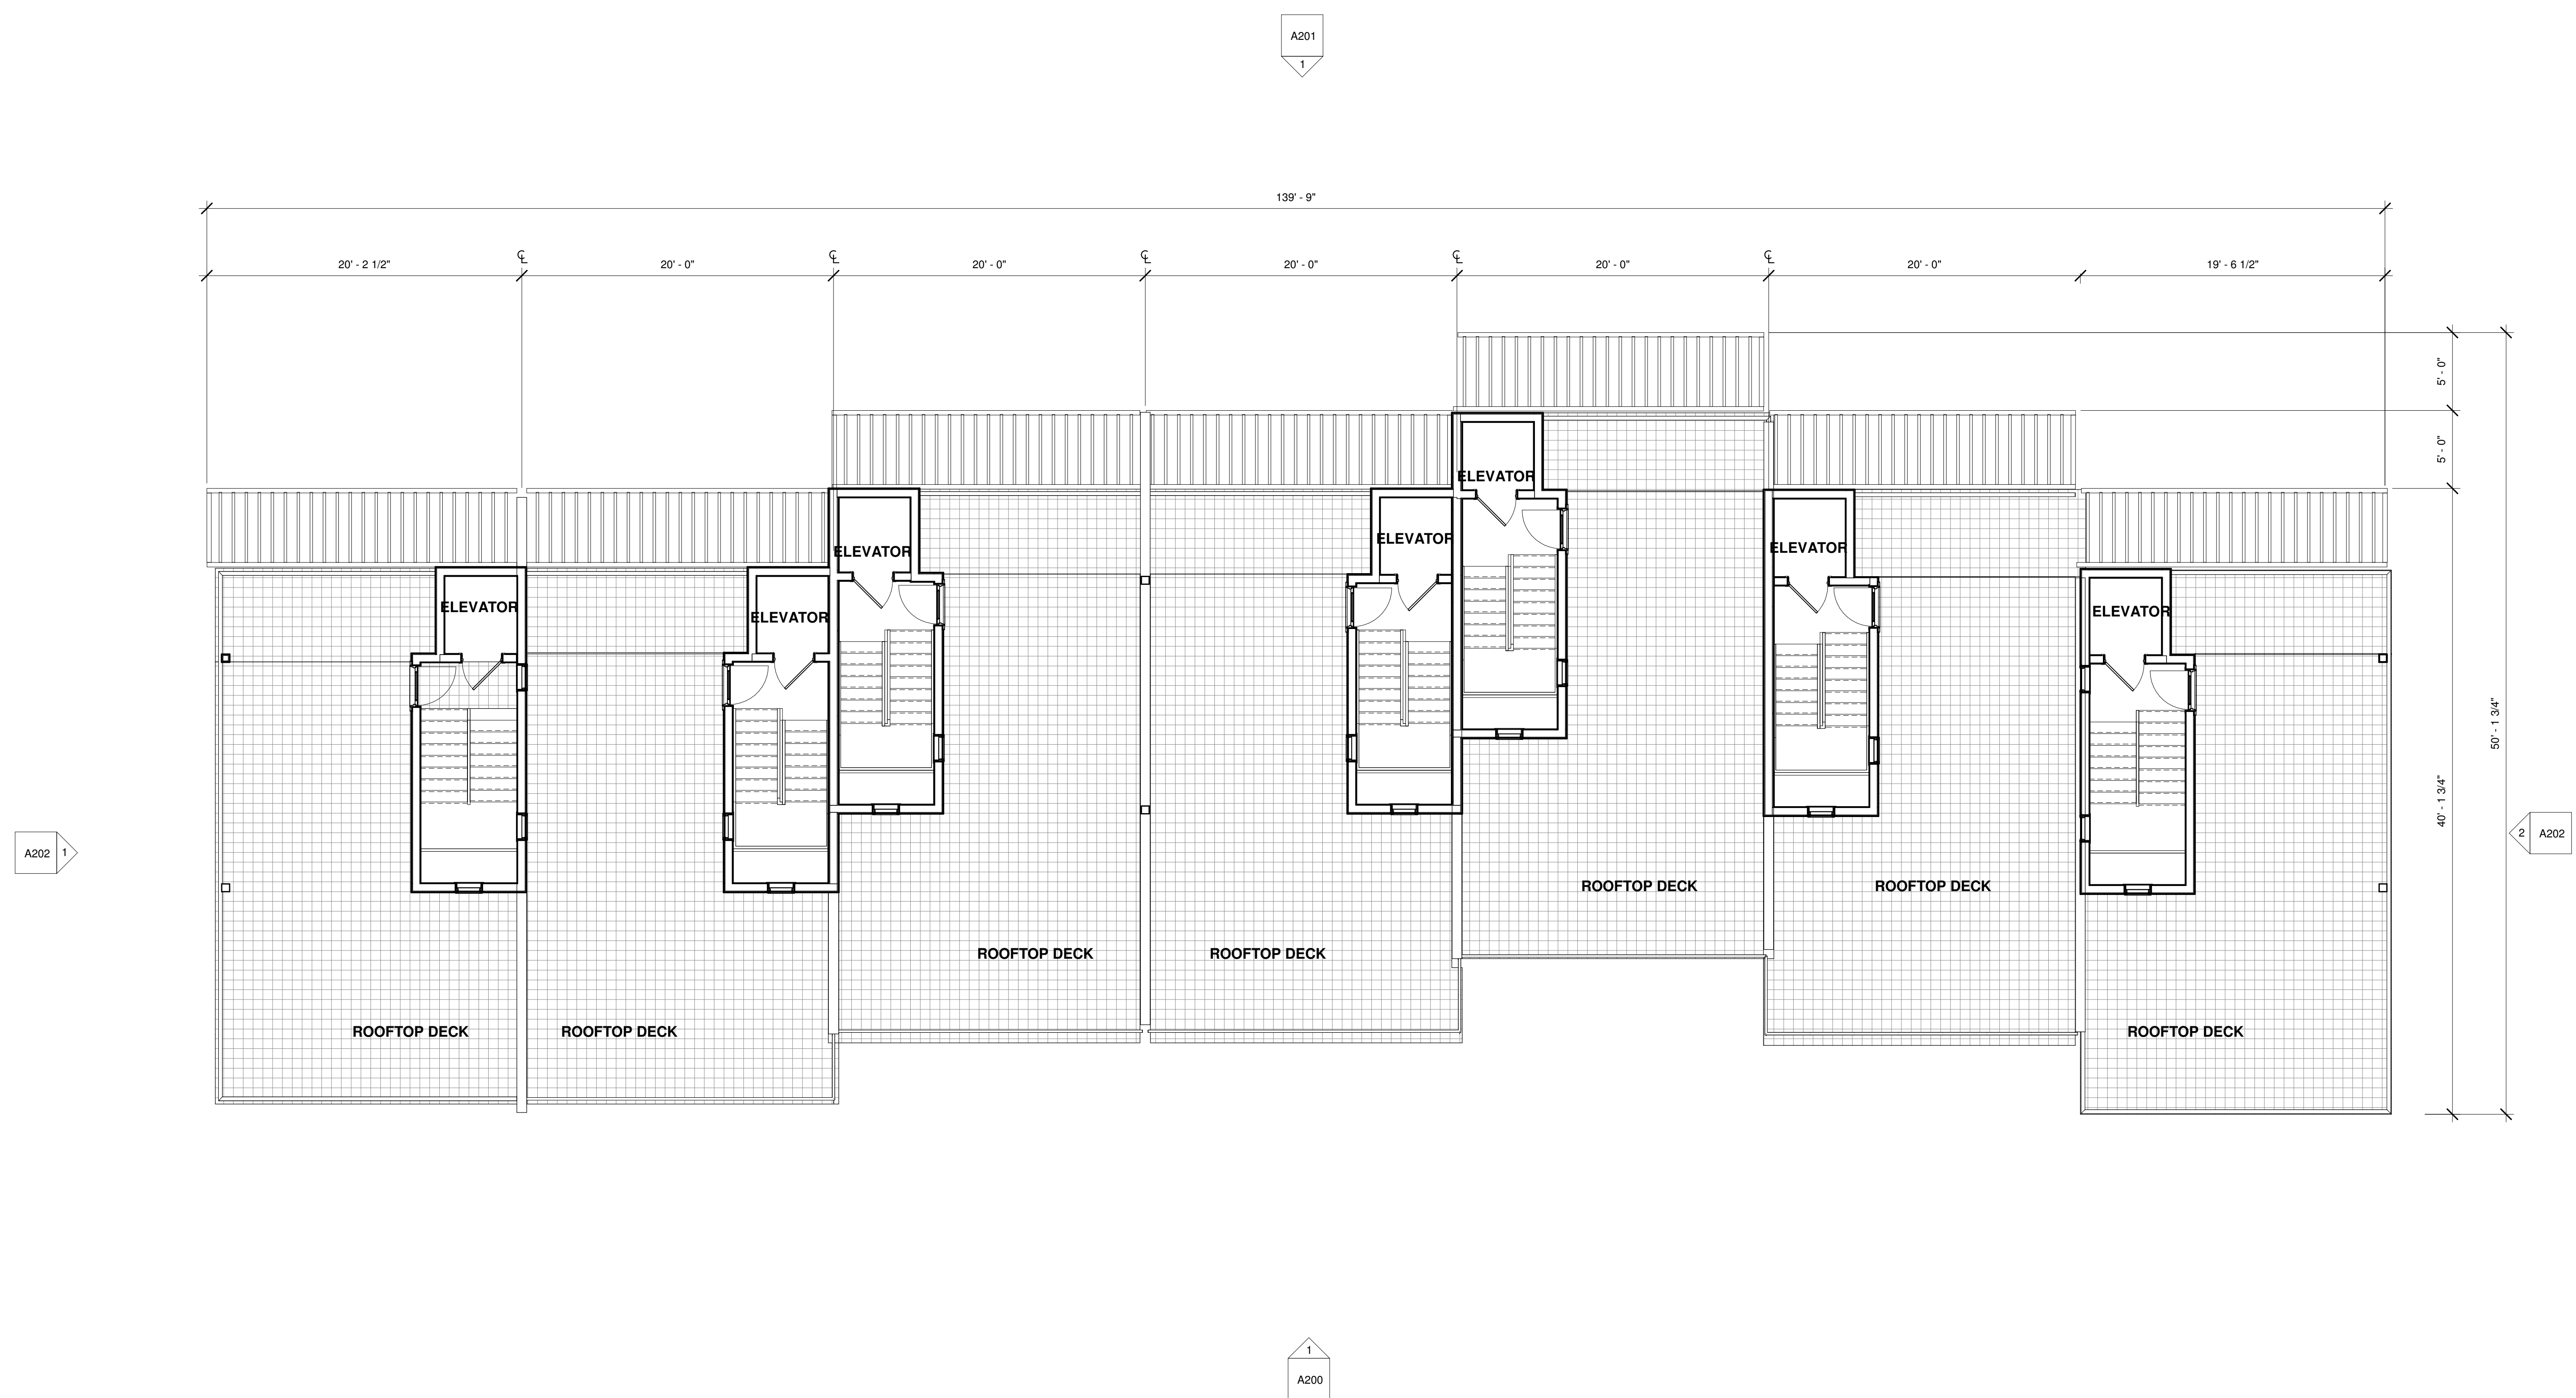 A201
1
139' - 9"
℄
℄
℄
℄
℄
20' - 2 1/2"
20' - 0"
20' - 0"
20' - 0"
20' - 0"
20' - 0"
19' - 6 1/2"
5' - 0"
5' - 0"
40' - 1 3/4"
50' - 1 3/4"
ELEVATOR
ELEVATOR
ELEVATOR
ELEVATOR
ELEVATOR
ELEVATOR
ELEVATOR
A202
1
2
A202
ROOFTOP DECK
ROOFTOP DECK
ROOFTOP DECK
ROOFTOP DECK
ROOFTOP DECK
ROOFTOP DECK
ROOFTOP DECK
1
A200